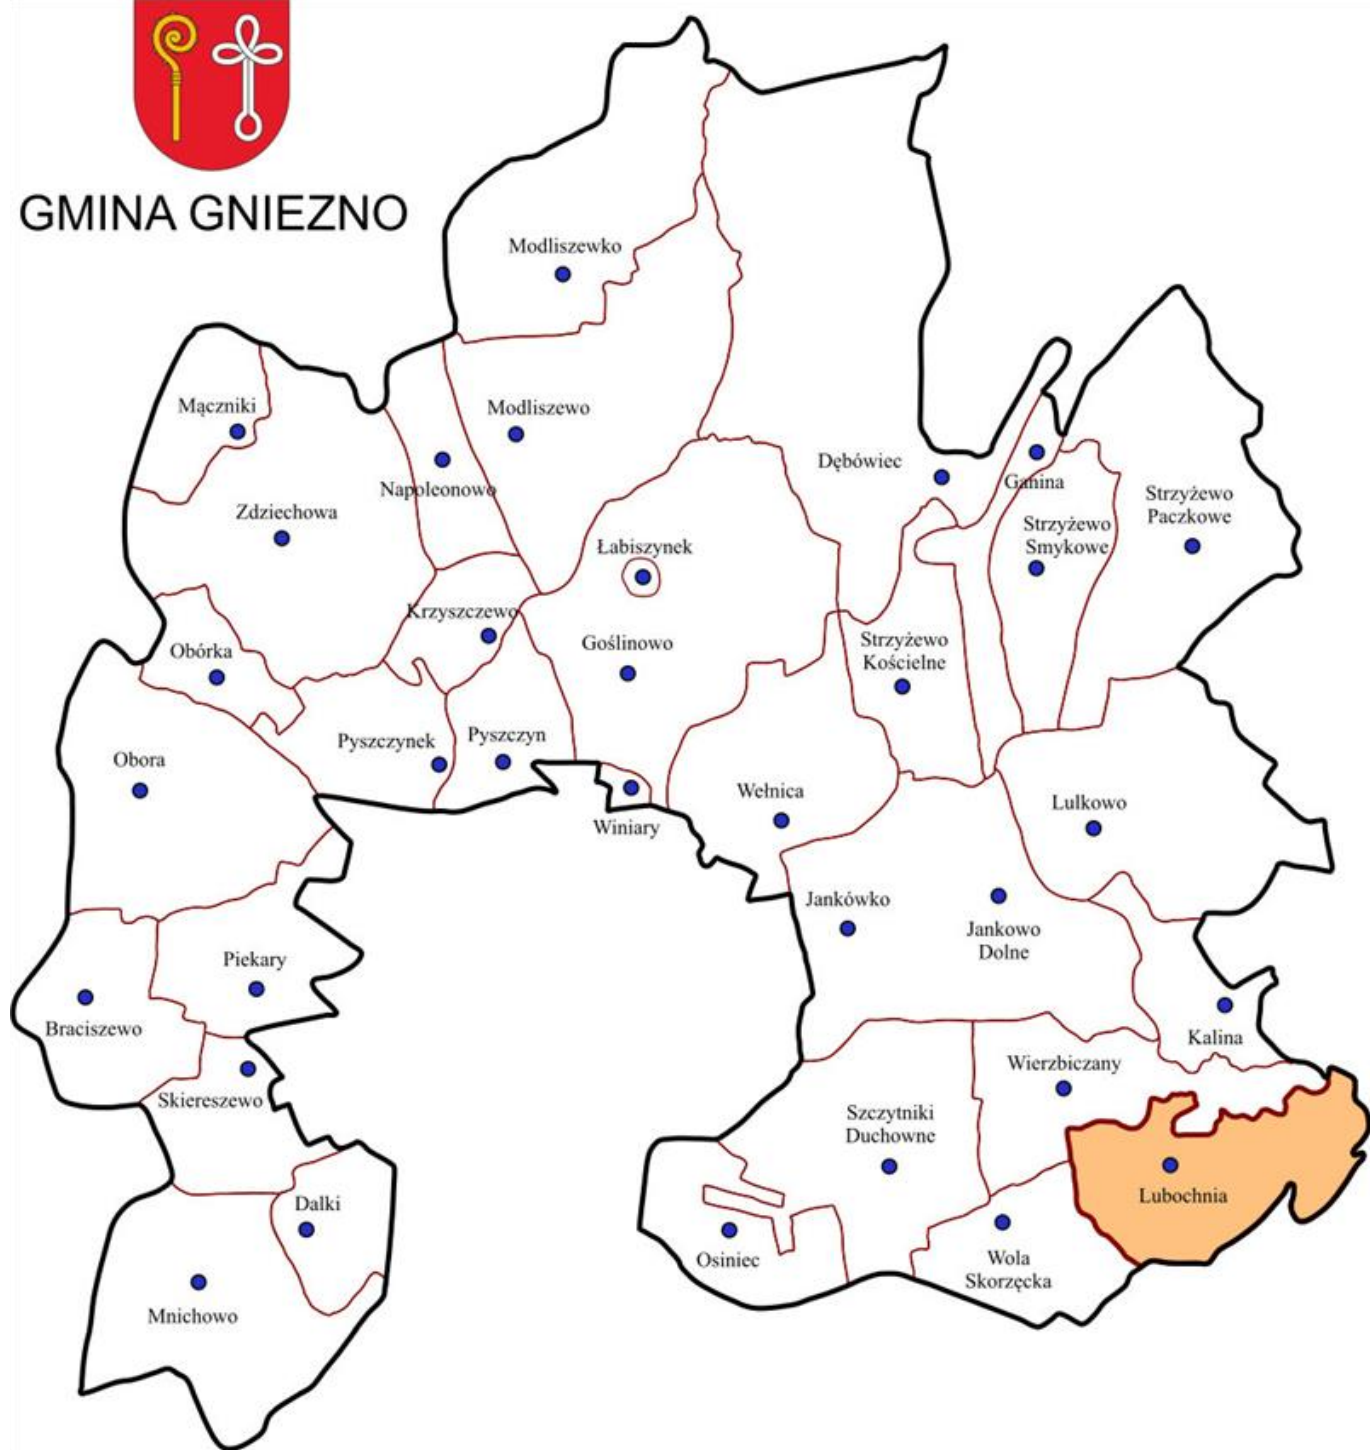 GMINA GNIEZNO
Modliszewko
Mączniki
Modliszewo
Napoleonowo
Zdziechowa
Dębówiec
Ganina
Strzyżewo
Paczkowe
Strzyżewo
Smykowe
Łabiszynek
Krzyszczewo
Goślinowo
Obórka
Strzyżewo
Kościelne
Pyszczynek
Pyszczyn
Obora
Wełnica
Lulkowo
Winiary
Jankówko
Jankowo
Dolne
Piekary
Braciszewo
Kalina
Wierzbiczany
Skiereszewo
Szczytniki
Duchowne
Lubochnia
Dalki
Osiniec
Wola
Skorzęcka
Mnichowo